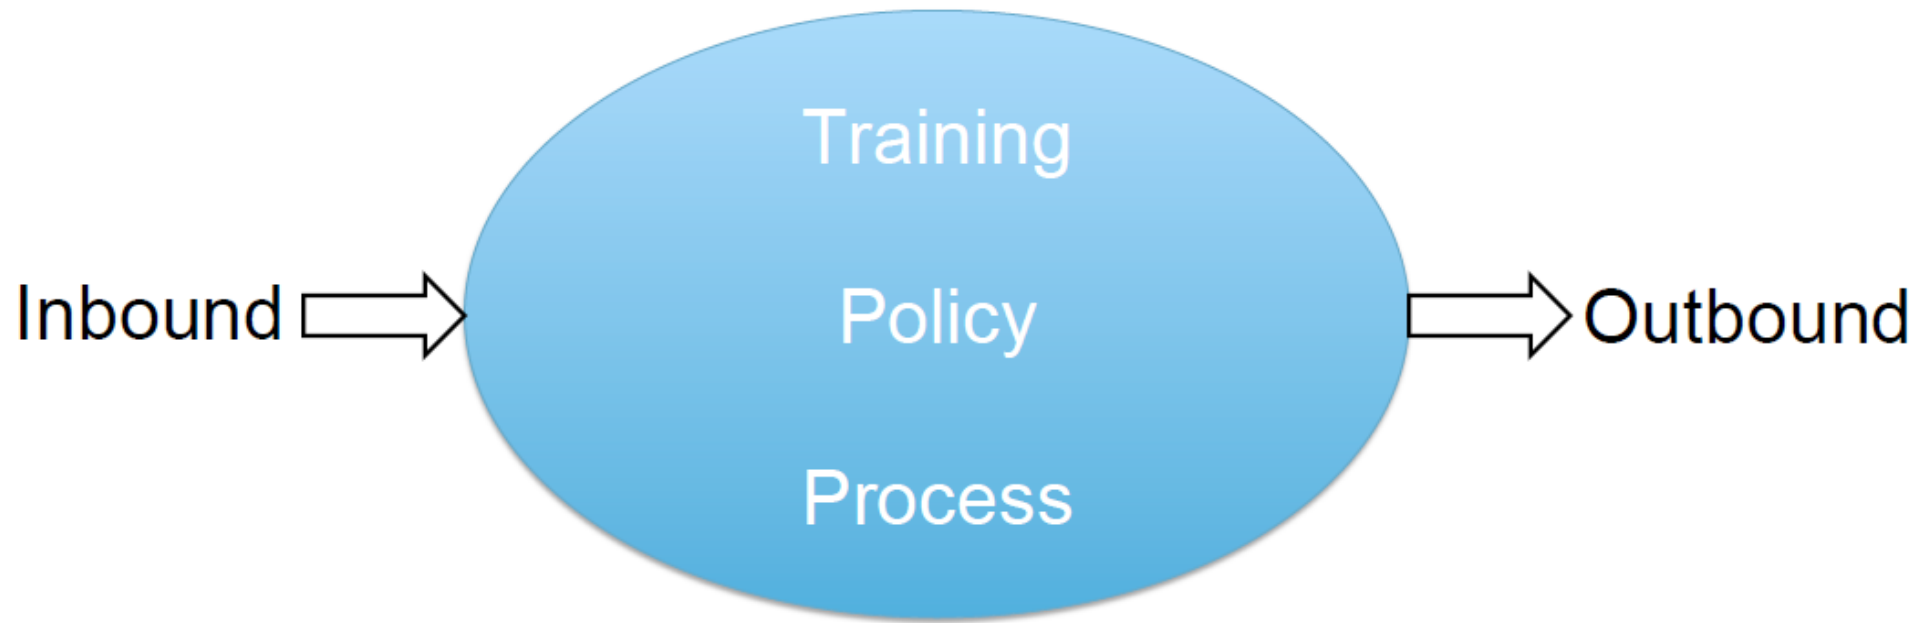 Training
Inbound
Policy
Outbound
Process